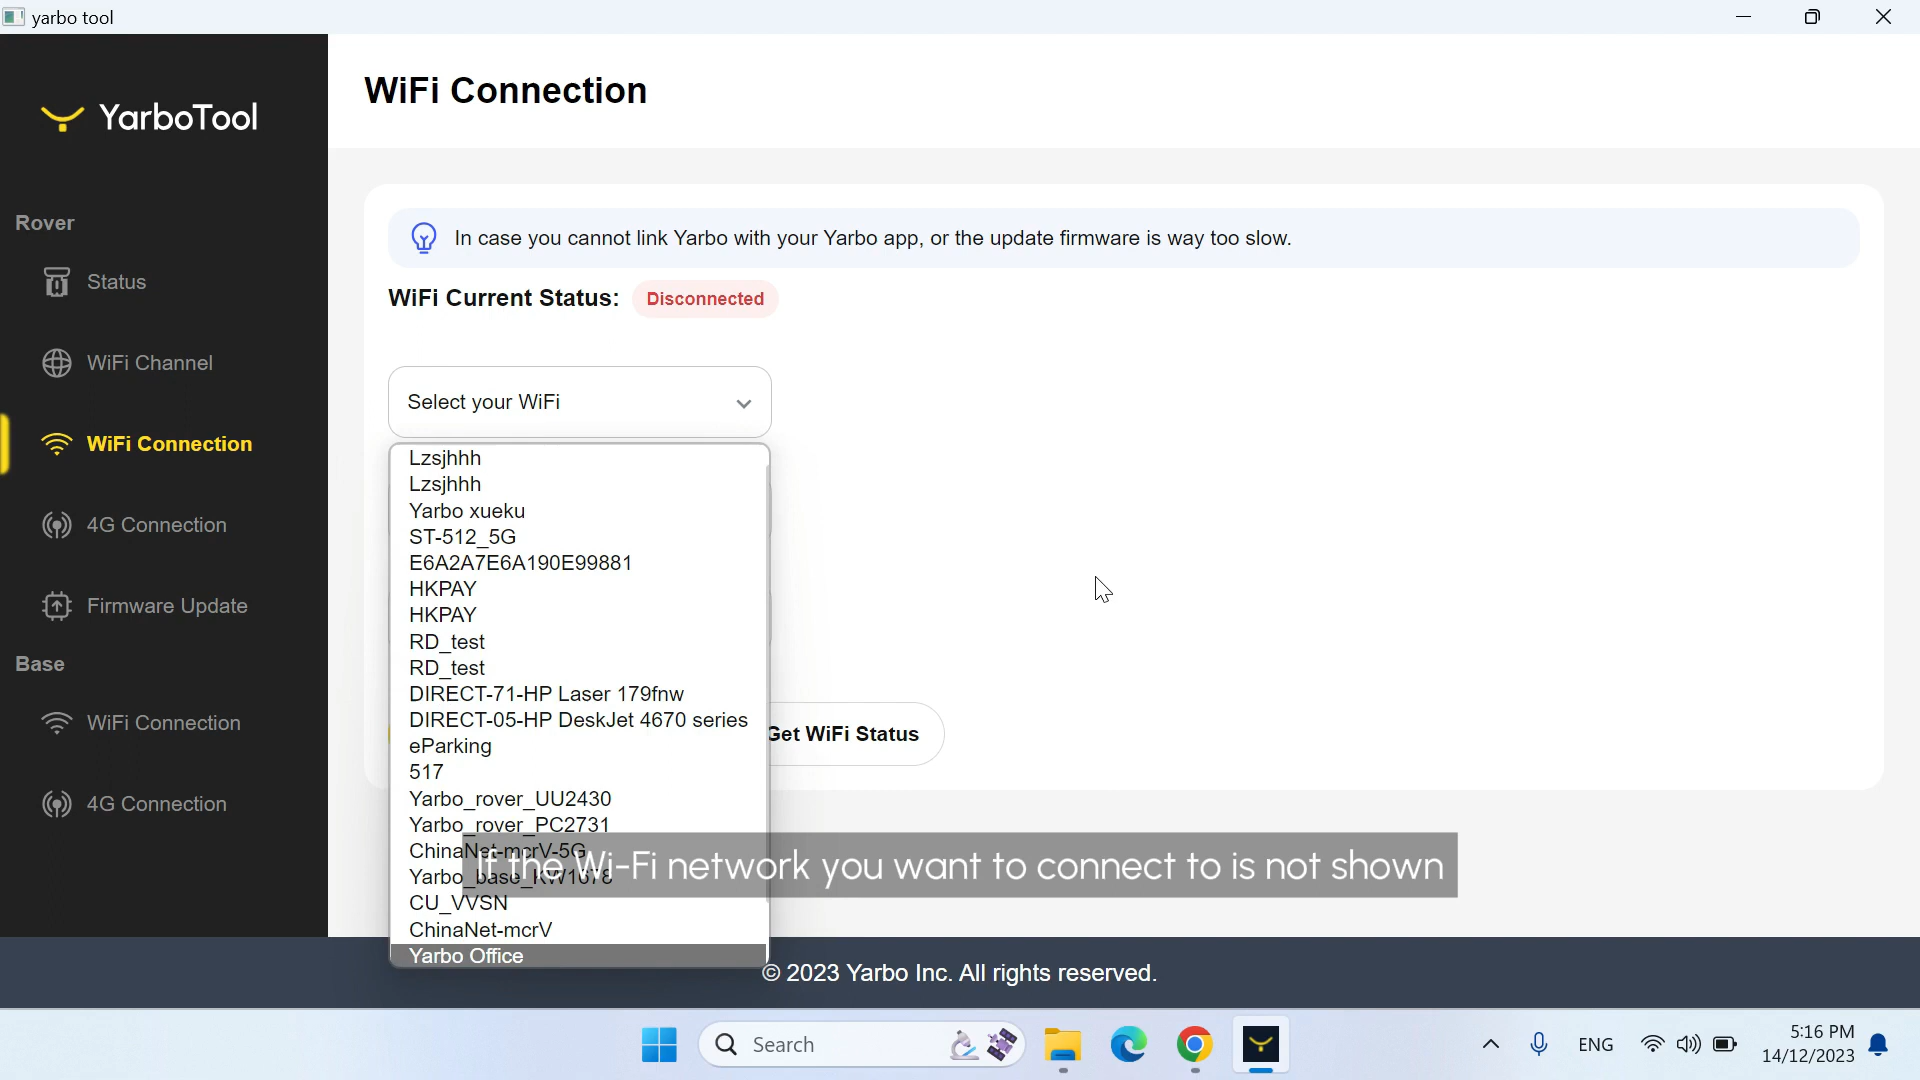 yarbo tool
YarboTool
WiFi Connection
Rover
Status
WiFi Channel
WiFi Connection
4G Connection
Firmware Update
Base
WiFi Connection
4G Connection
In case you cannot link Yarbo with your Yarbo app, or the update firmware is way too slow.
WiFi Current Status: Disconnected
Select your WiFi
Lzsjhhh
Lzsjhhh
Yarbo xueku
ST-512_5G
E6A2A7E6A190E99881
HKPAY
HKPAY
RD_test
RD_test
DIRECT-71-HP Laser 179fnw
DIRECT-05-HP DeskJet 4670 series
eParking
517
Yarbo_rover_UU2430
Yarbo_rover_PC2731
ChinaNet-mcrV-5G
Yarbo_base_KW1678
CU_VVSN
ChinaNet-mcrV
Yarbo Office
Get WiFi Status
If the Wi-Fi network you want to connect to is not shown
© 2023 Yarbo Inc. All rights reserved.
Search
ENG
5:16 PM
14/12/2023